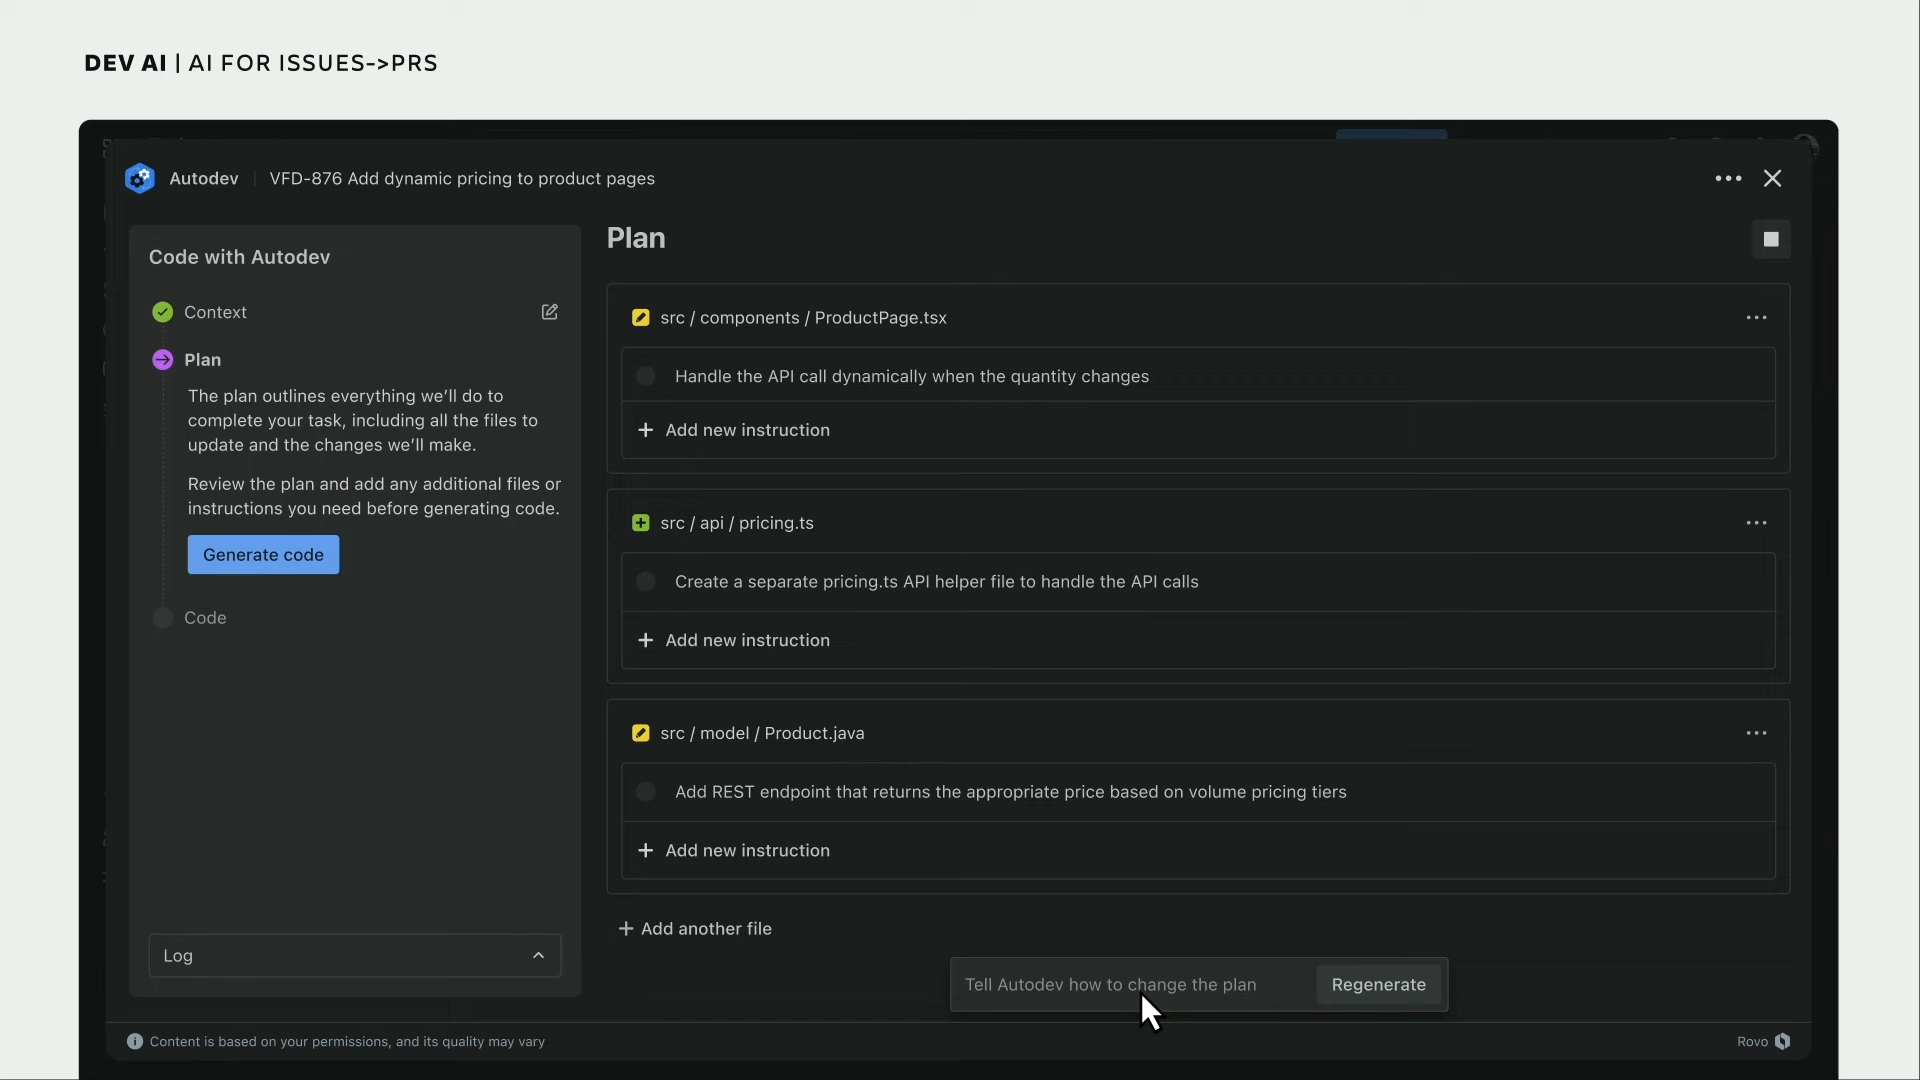 DEV AI | AI FOR ISSUES->PRS
Autodev
VFD-876 Add dynamic pricing to product pages
Code with Autodev
Context
Plan
The plan outlines everything we’ll do to
complete your task, including all the files to
update and the changes we’ll make.
Review the plan and add any additional files or
instructions you need before generating code.
Generate code
Code
Log
Plan
src / components / ProductPage.tsx
Handle the API call dynamically when the quantity changes
+ Add new instruction
src / api / pricing.ts
Create a separate pricing.ts API helper file to handle the API calls
+ Add new instruction
src / model / Product.java
Add REST endpoint that returns the appropriate price based on volume pricing tiers
+ Add new instruction
+ Add another file
Tell Autodev how to change the plan
Regenerate
Content is based on your permissions, and its quality may vary
Rovo